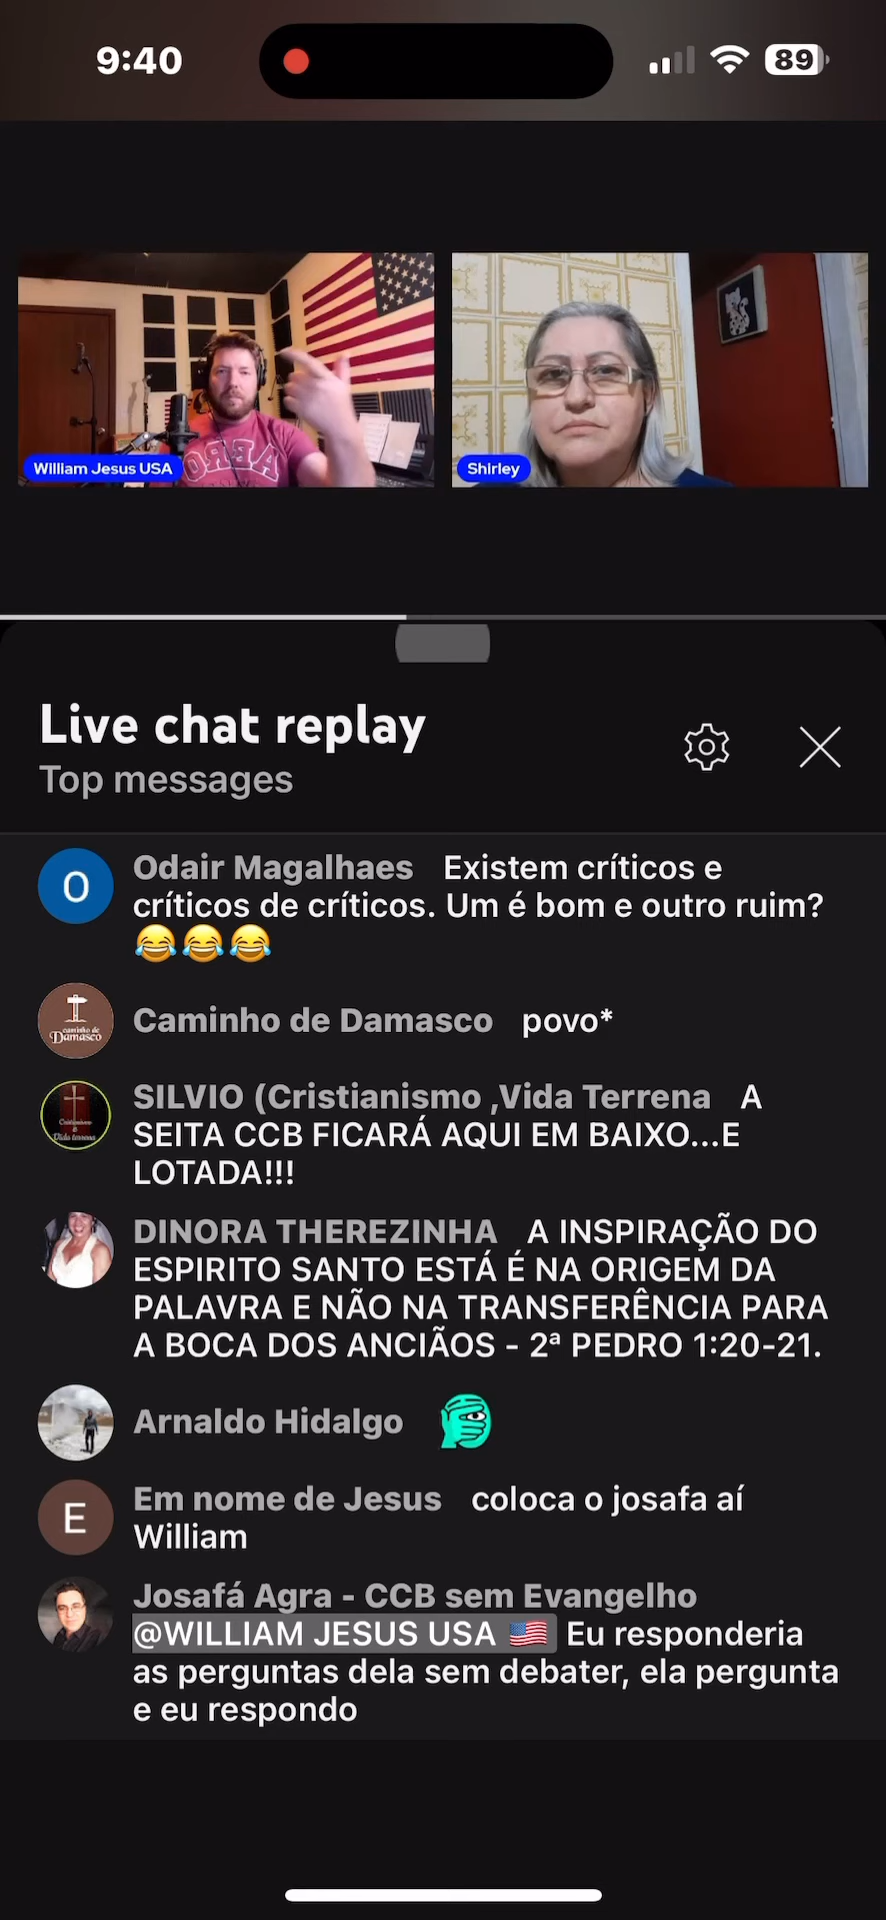 9:40
89
William Jesus USA
Shirley
Live chat replay
Top messages
O
Odair Magalhaes Existem críticos e
críticos de críticos. Um é bom e outro ruim?
😂😂😂
caminho de
Damasco
Caminho de Damasco povo*
SILVIO (Cristianismo ,Vida Terrena A
SEITA CCB FICARÁ AQUI EM BAIXO...E
LOTADA!!!
DINORA THEREZINHA A INSPIRAÇÃO DO
ESPIRITO SANTO ESTÁ É NA ORIGEM DA
PALAVRA E NÃO NA TRANSFERÊNCIA PARA
A BOCA DOS ANCIÃOS - 2ª PEDRO 1:20-21.
Arnaldo Hidalgo
E
Em nome de Jesus coloca o josafa aí
William
Josafá Agra - CCB sem Evangelho
@WILLIAM JESUS USA 🇺🇸 Eu responderia
as perguntas dela sem debater, ela pergunta
e eu respondo